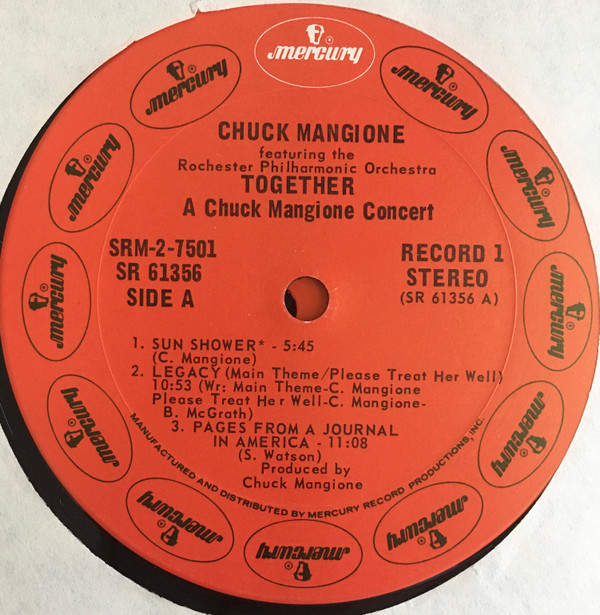 mercury
mercury
mercury
mercury
mercury
mercury
mercury
mercury
mercury
mercury
mercury
mercury
CHUCK MANGIONE
featuring the
Rochester Philharmonic Orchestra
TOGETHER
A Chuck Mangione Concert
SRM-2-7501
SR 61356
SIDE A
RECORD 1
STEREO
(SR 61356 A)
1. SUN SHOWER* - 5:45
(C. Mangione)
2. LEGACY (Main Theme/Please Treat Her Well)
10:53 (Wr: Main Theme-C. Mangione
Please Treat Her Well-C. Mangione-
B. McGrath)
3. PAGES FROM A JOURNAL
IN AMERICA - 11:08
(S. Watson)
Produced by
Chuck Mangione
MANUFACTURED AND DISTRIBUTED BY MERCURY RECORD PRODUCTIONS, INC.